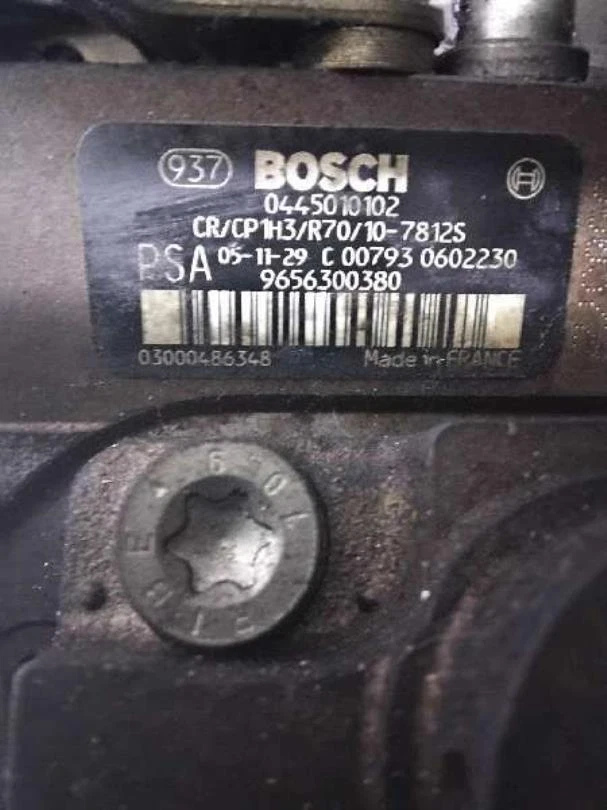 937 BOSCH
0445010102
CR/CP1H3/R70/10-7812S
PSA 05-11-29 C 00793 0602230
9656300380
03000486348 Made in FRANCE